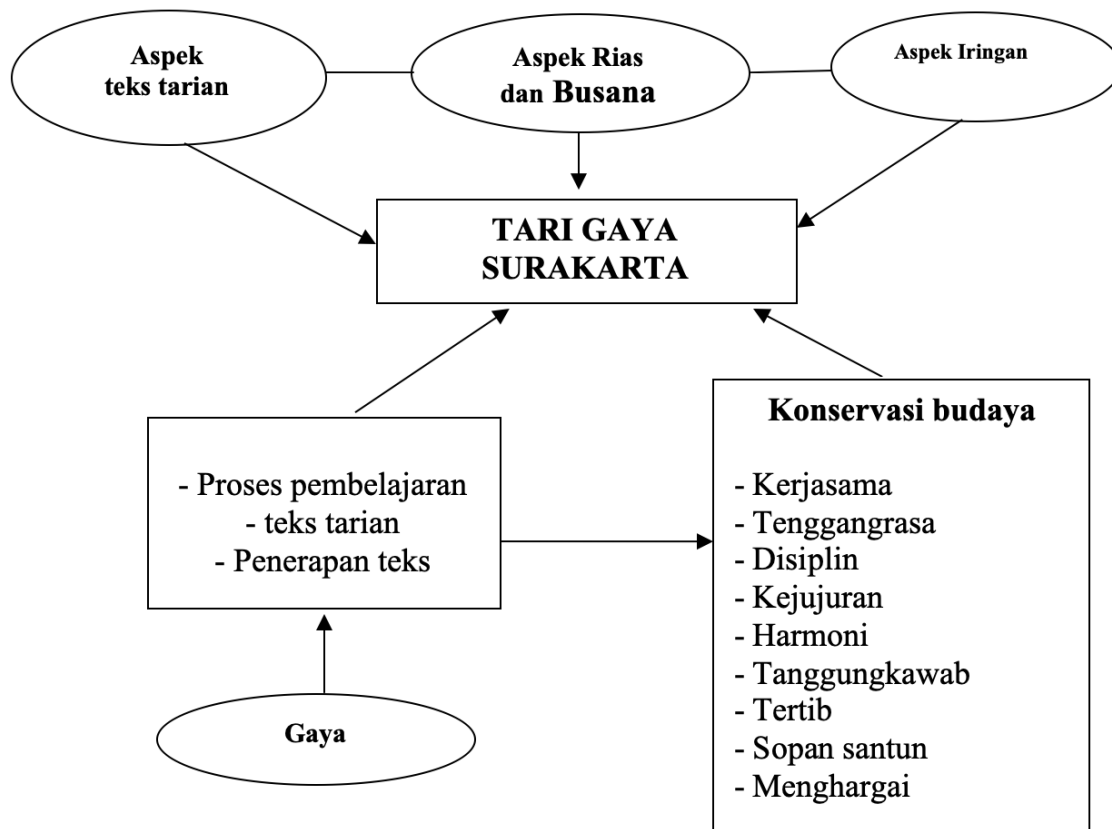 Aspek
teks tarian
Aspek Rias
dan Busana
Aspek Iringan
TARI GAYA
SURAKARTA
- Proses pembelajaran
- teks tarian
- Penerapan teks
Konservasi budaya
- Kerjasama
- Tenggangrasa
- Disiplin
- Kejujuran
- Harmoni
- Tanggungkawab
- Tertib
- Sopan santun
- Menghargai
Gaya